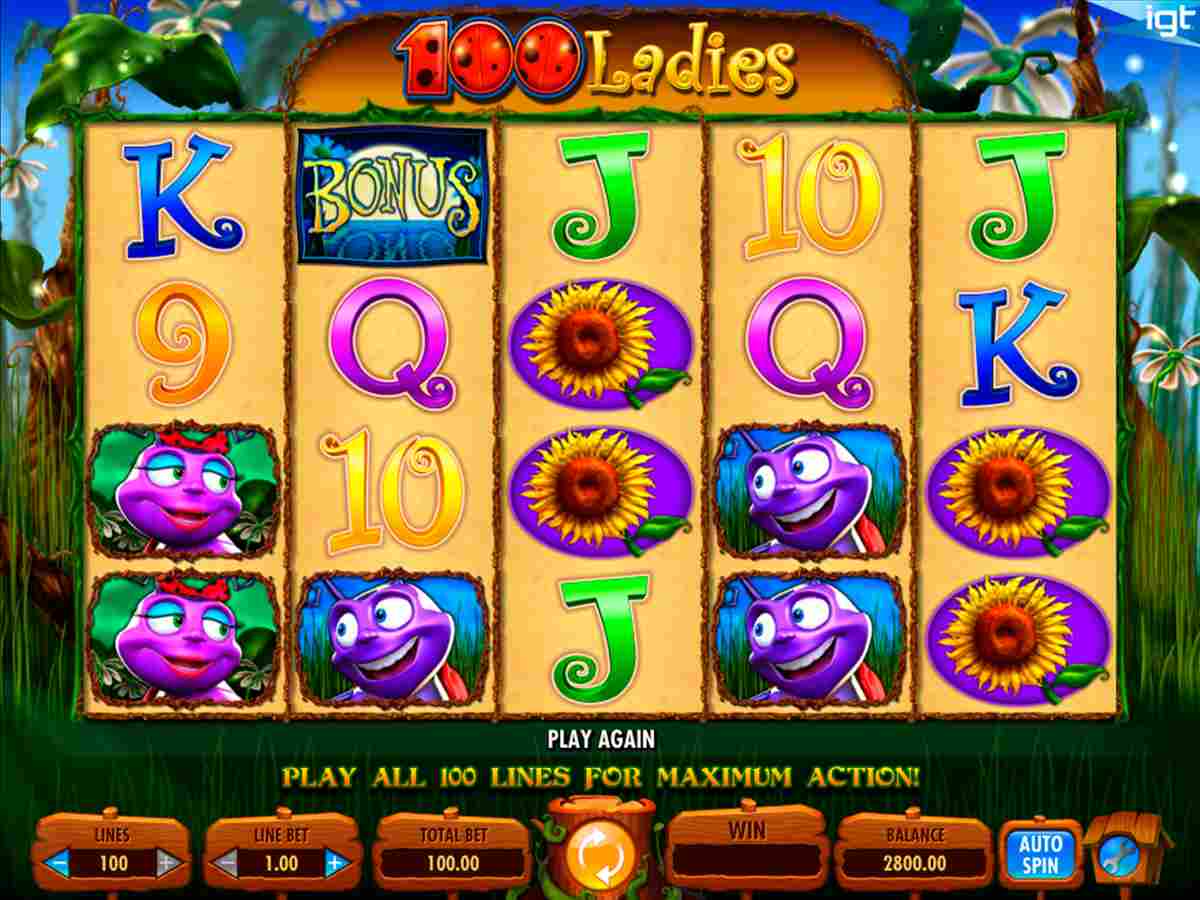 igt
100 Ladies
K BONUS J 10 J
9 Q Q K
10
J
PLAY AGAIN
PLAY ALL 100 LINES FOR MAXIMUM ACTION!
LINES LINE BET TOTAL BET WIN BALANCE AUTO SPIN
- 100 + - 1.00 + 100.00 2800.00